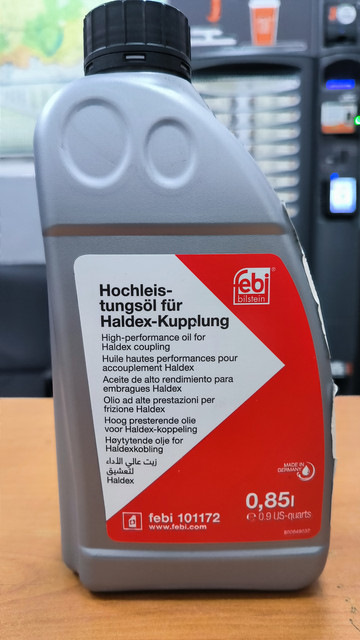 febi
bilstein
Hochleis-
tungsöl für
Haldex-Kupplung
High-performance oil for
Haldex coupling
Huile hautes performances pour
accouplement Haldex
Aceite de alto rendimiento para
embragues Haldex
Olio ad alte prestazioni per
frizione Haldex
Hoog presterende olie
voor Haldex-koppeling
Høytytende olje for
Haldexkobling
زيت عالي الأداء
للتعشيق
Haldex
MADE IN
GERMANY
0,85l
℮ 0.9 US-quarts
febi 101172
www.febi.com